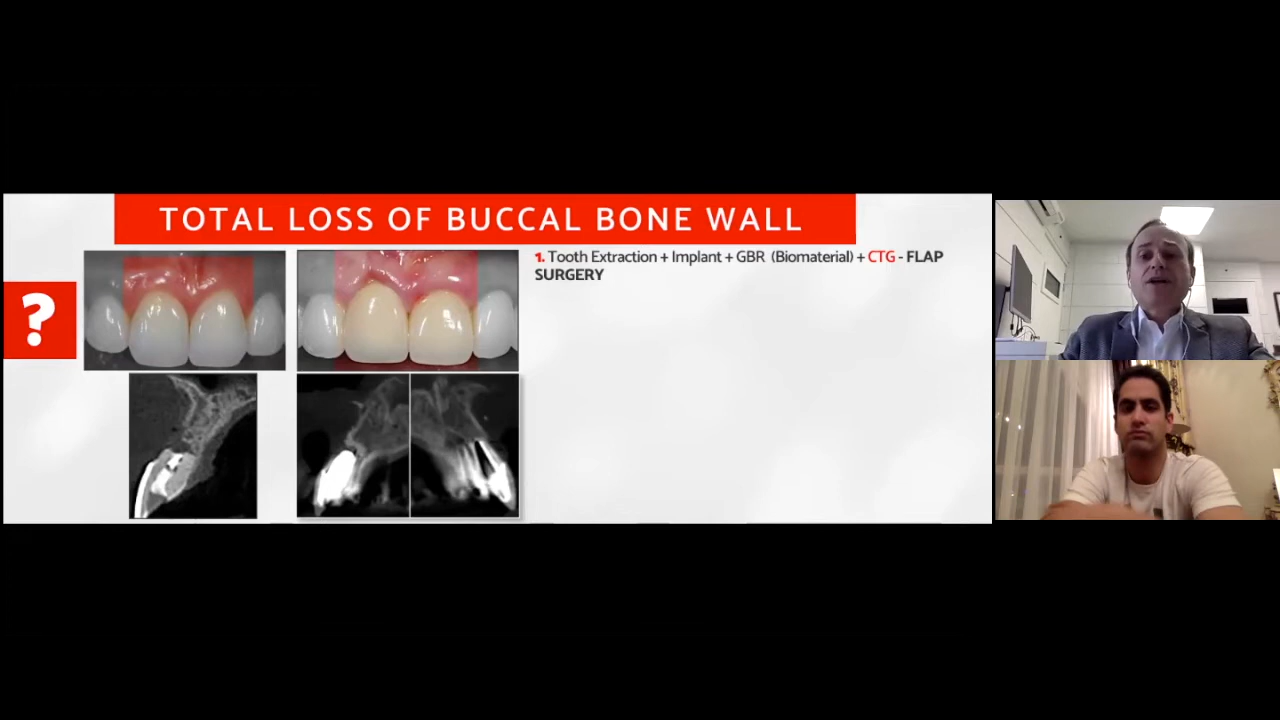 TOTAL LOSS OF BUCCAL BONE WALL
?
1. Tooth Extraction + Implant + GBR (Biomaterial) + CTG - FLAP
SURGERY